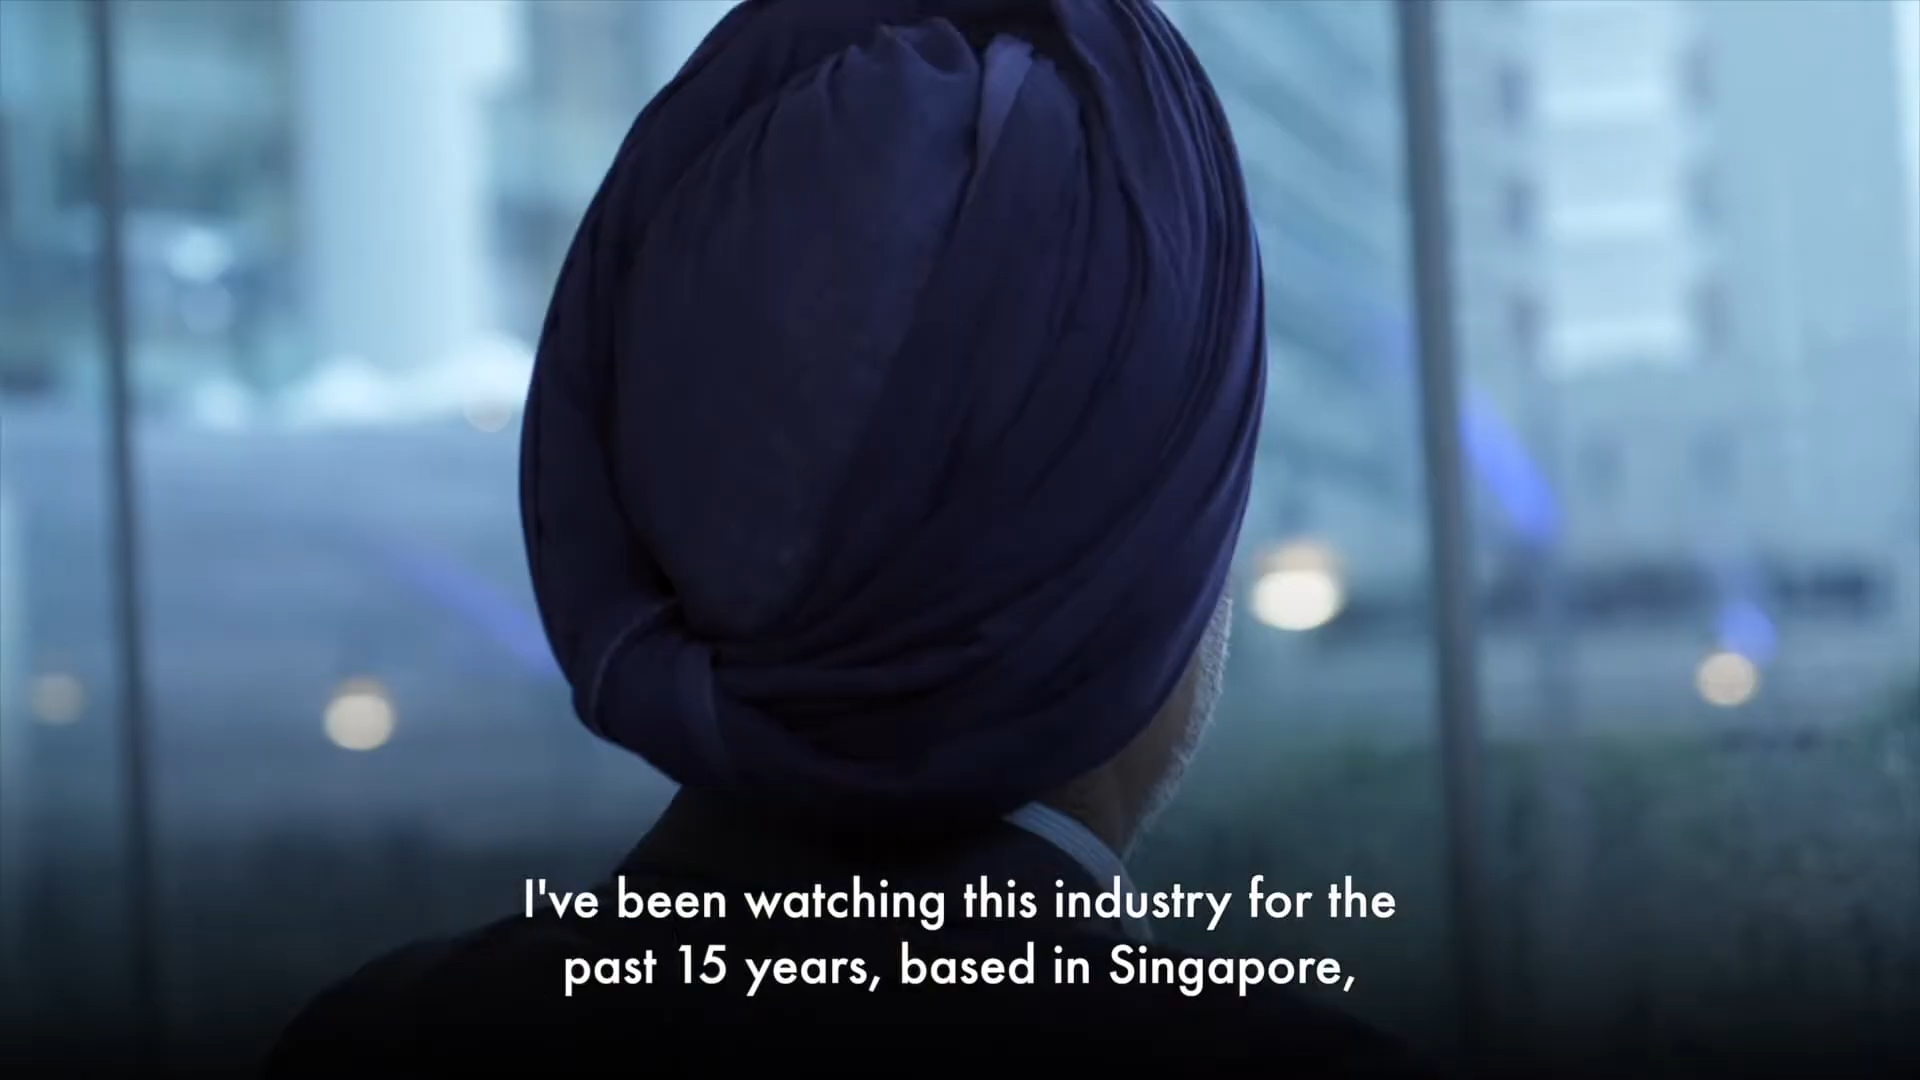 I've been watching this industry for the
past 15 years, based in Singapore,